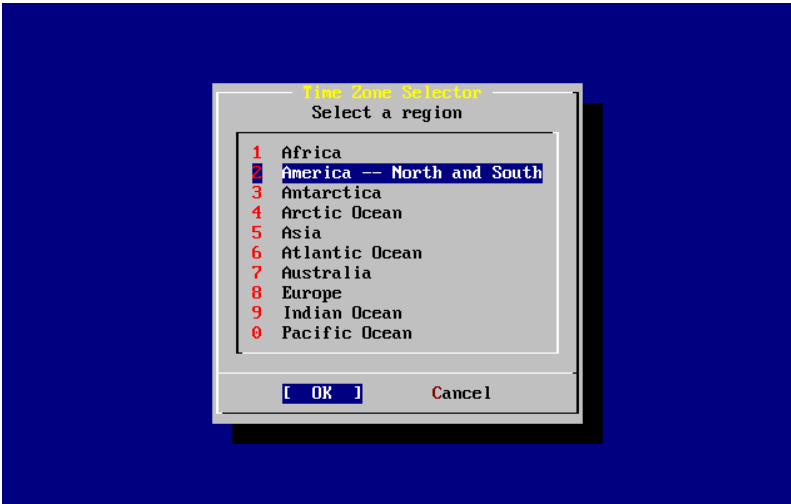 Time Zone Selector
Select a region
1 Africa
2 America -- North and South
3 Antarctica
4 Arctic Ocean
5 Asia
6 Atlantic Ocean
7 Australia
8 Europe
9 Indian Ocean
0 Pacific Ocean
[ OK ] Cancel